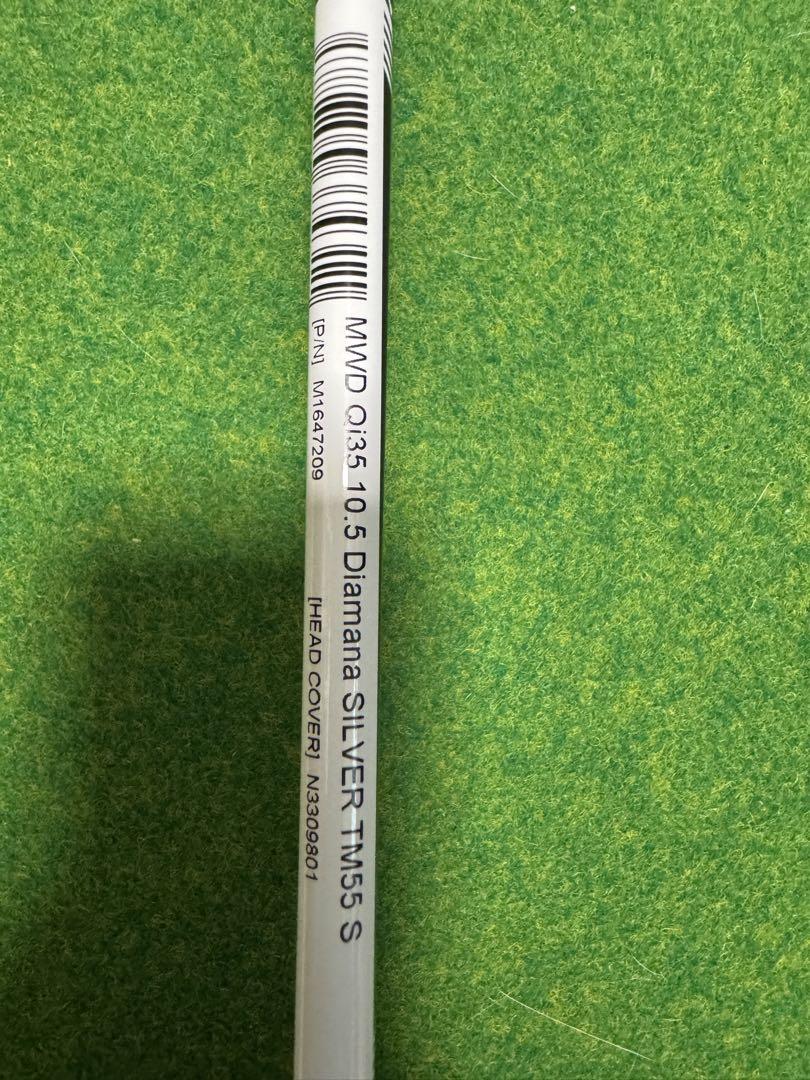 MWD Qi35 10.5 Diamana SILVER TM55 S
[P/N] M1647209 [HEAD COVER] N3309801